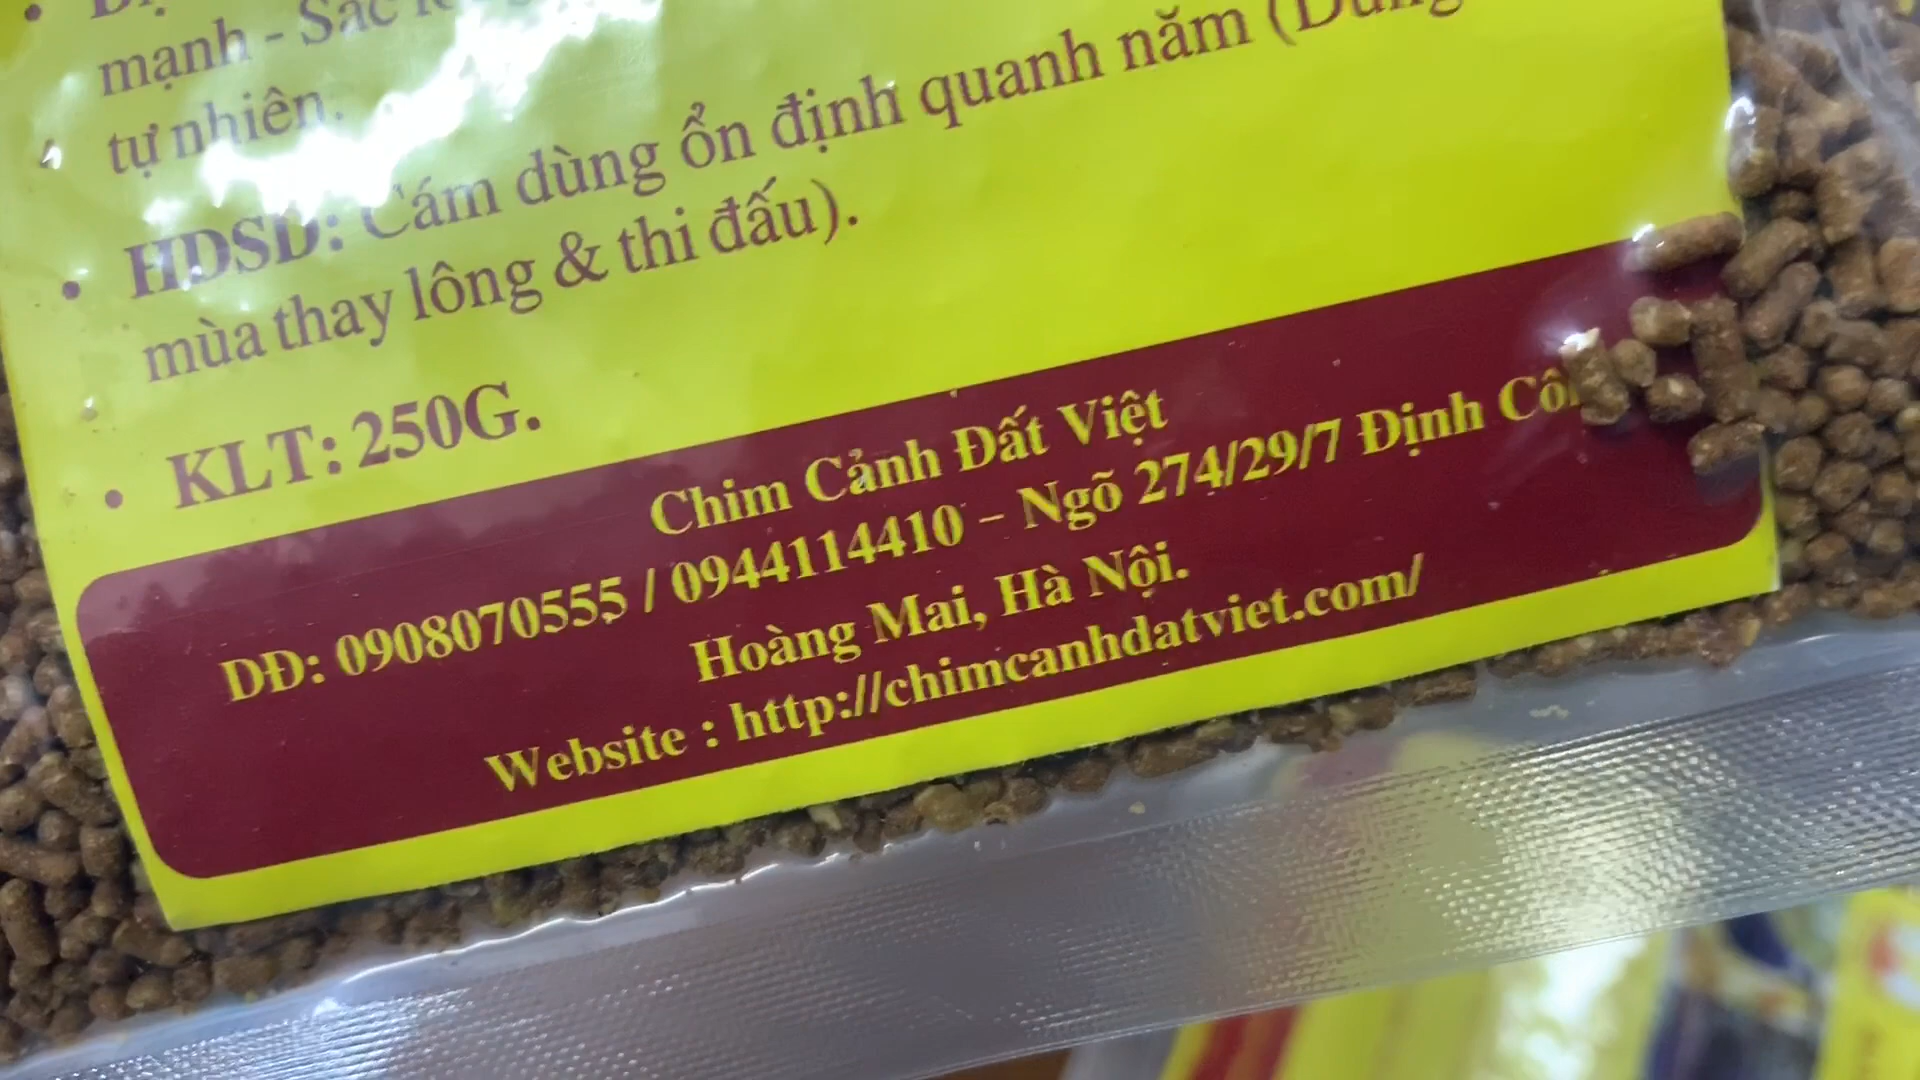 mạnh - Sắc
tự nhiên.
• HDSD: Cám dùng ổn định quanh năm (Dùng
mùa thay lông & thi đấu).
• KLT: 250G.
Chim Cảnh Đất Việt
DĐ: 0908070555 / 0944114410 - Ngõ 274/29/7 Định
Hoàng Mai, Hà Nội.
Website : http://chimcanhdatviet.com/